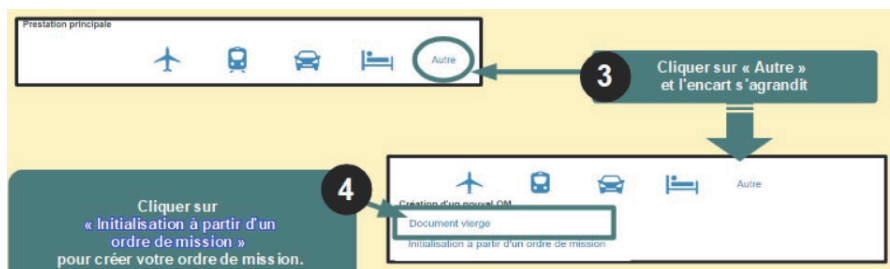 Prestation principale
Autre
3
Cliquer sur « Autre »
et l'encart s'agrandit
4
Autre
Création d'un nouvel OM
Document vierge
Initialisation à partir d'un ordre de mission
Cliquer sur
« Initialisation à partir d'un
ordre de mission »
pour créer votre ordre de mission.